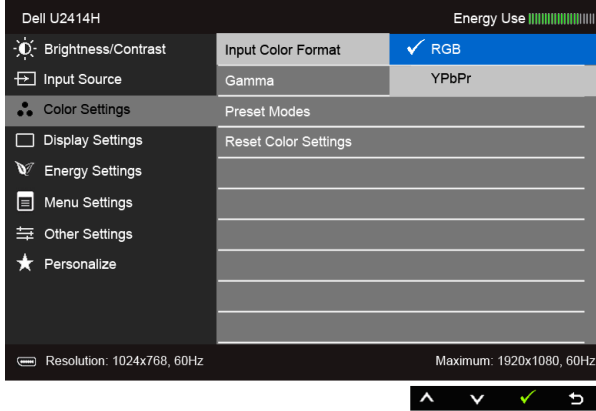 Dell U2414H Energy Use
Brightness/Contrast Input Color Format RGB
Input Source Gamma YPbPr
Color Settings Preset Modes
Display Settings Reset Color Settings
Energy Settings
Menu Settings
Other Settings
Personalize
Resolution: 1024x768, 60Hz Maximum: 1920x1080, 60Hz